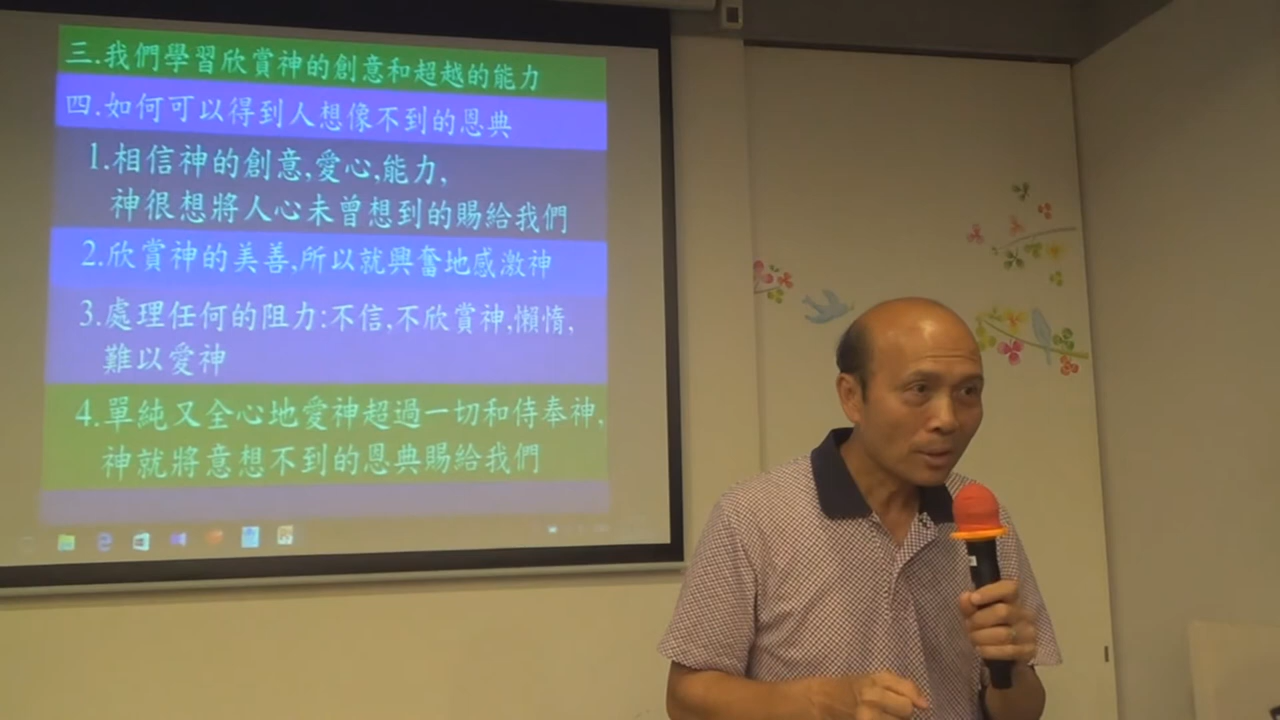 三.我們學習欣賞神的創意和超越的能力
四.如何可以得到人想像不到的恩典
1.相信神的創意,愛心,能力,
神很想將人心未曾想到的賜給我們
2.欣賞神的美善,所以就興奮地感激神
3.處理任何的阻力:不信,不欣賞神,懶惰,
難以愛神
4.單純又全心地愛神超過一切和侍奉神,
神就將意想不到的恩典賜給我們